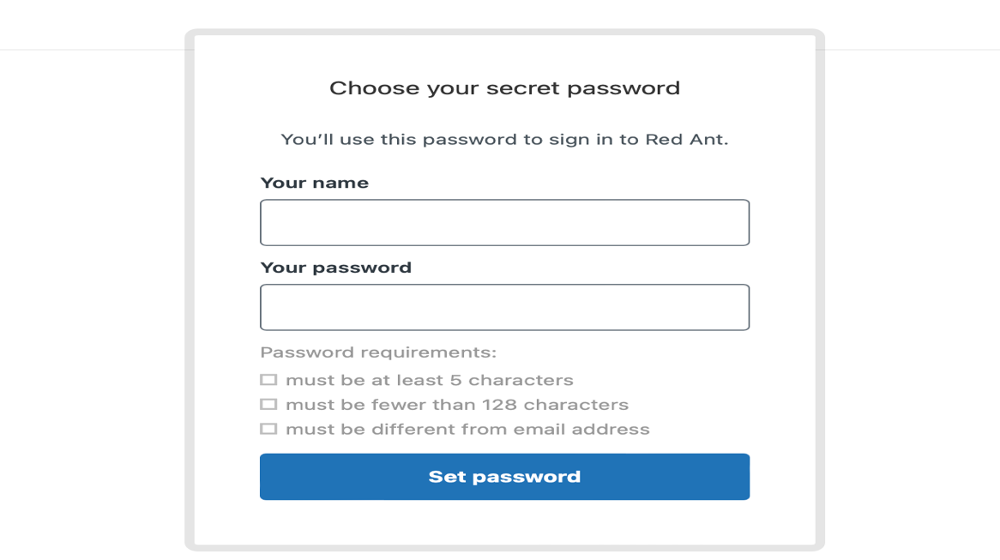 Choose your secret password
You’ll use this password to sign in to Red Ant.
Your name
Your password
Password requirements:
must be at least 5 characters
must be fewer than 128 characters
must be different from email address
Set password